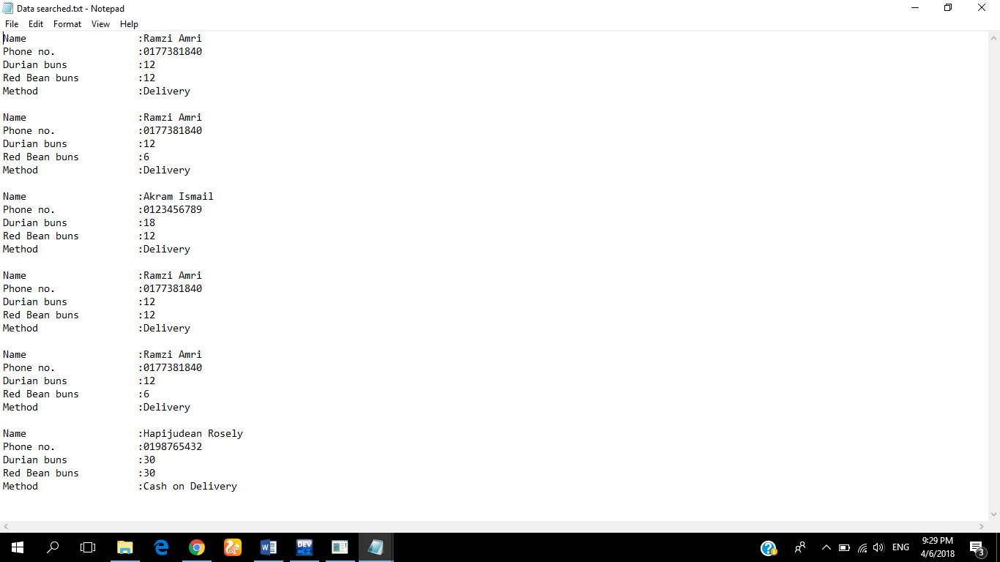 Data searched.txt - Notepad
File Edit Format View Help
Name :Ramzi Amri
Phone no. :0177381840
Durian buns :12
Red Bean buns :12
Method :Delivery
Name :Ramzi Amri
Phone no. :0177381840
Durian buns :12
Red Bean buns :6
Method :Delivery
Name :Akram Ismail
Phone no. :0123456789
Durian buns :18
Red Bean buns :12
Method :Delivery
Name :Ramzi Amri
Phone no. :0177381840
Durian buns :12
Red Bean buns :12
Method :Delivery
Name :Ramzi Amri
Phone no. :0177381840
Durian buns :12
Red Bean buns :6
Method :Delivery
Name :Hapijudean Rosely
Phone no. :0198765432
Durian buns :30
Red Bean buns :30
Method :Cash on Delivery
DEV
ENG
9:29 PM
4/6/2018
3